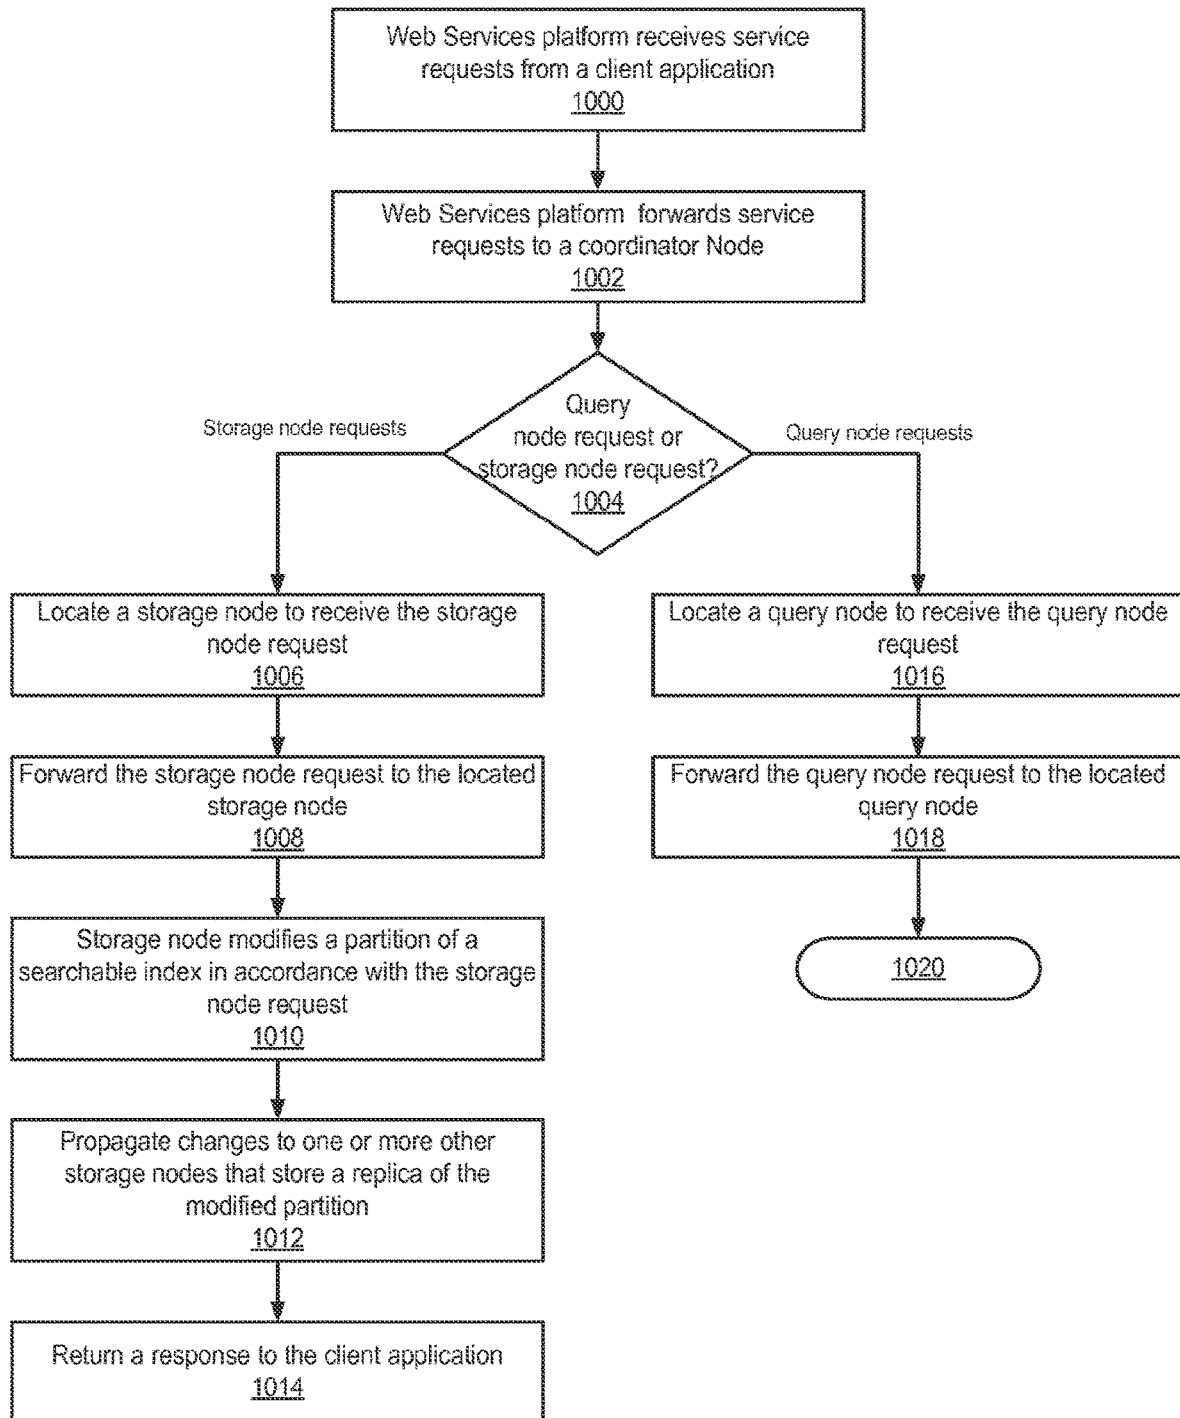 Web Services platform receives service
requests from a client application
1000
Web Services platform forwards service
requests to a coordinator Node
1002
Query
node request or
storage node request?
1004
Storage node requests
Query node requests
Locate a storage node to receive the storage
node request
1006
Forward the storage node request to the located
storage node
1008
Storage node modifies a partition of a
searchable index in accordance with the storage
node request
1010
Propagate changes to one or more other
storage nodes that store a replica of the
modified partition
1012
Return a response to the client application
1014
Locate a query node to receive the query node
request
1016
Forward the query node request to the located
query node
1018
1020